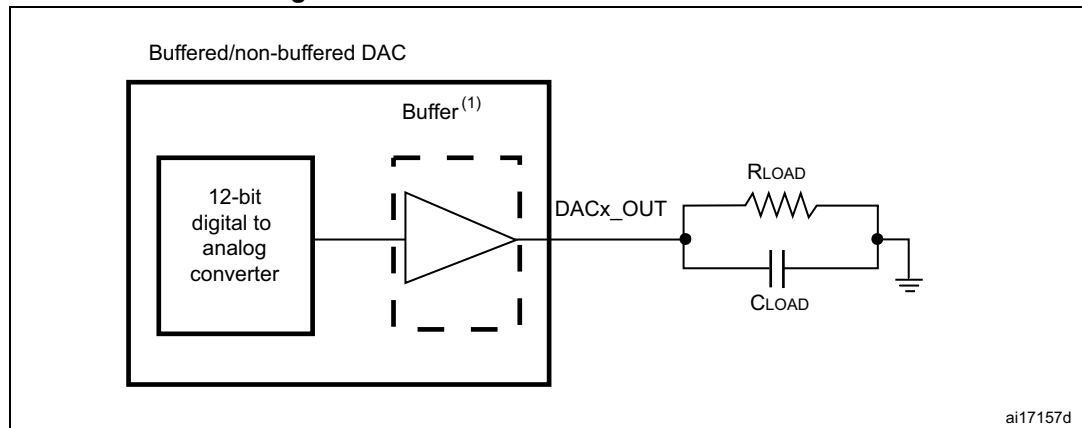 Buffered/non-buffered DAC
Buffer(1)
12-bit
digital to
analog
converter
DACx_OUT
RLOAD
CLOAD
ai17157d